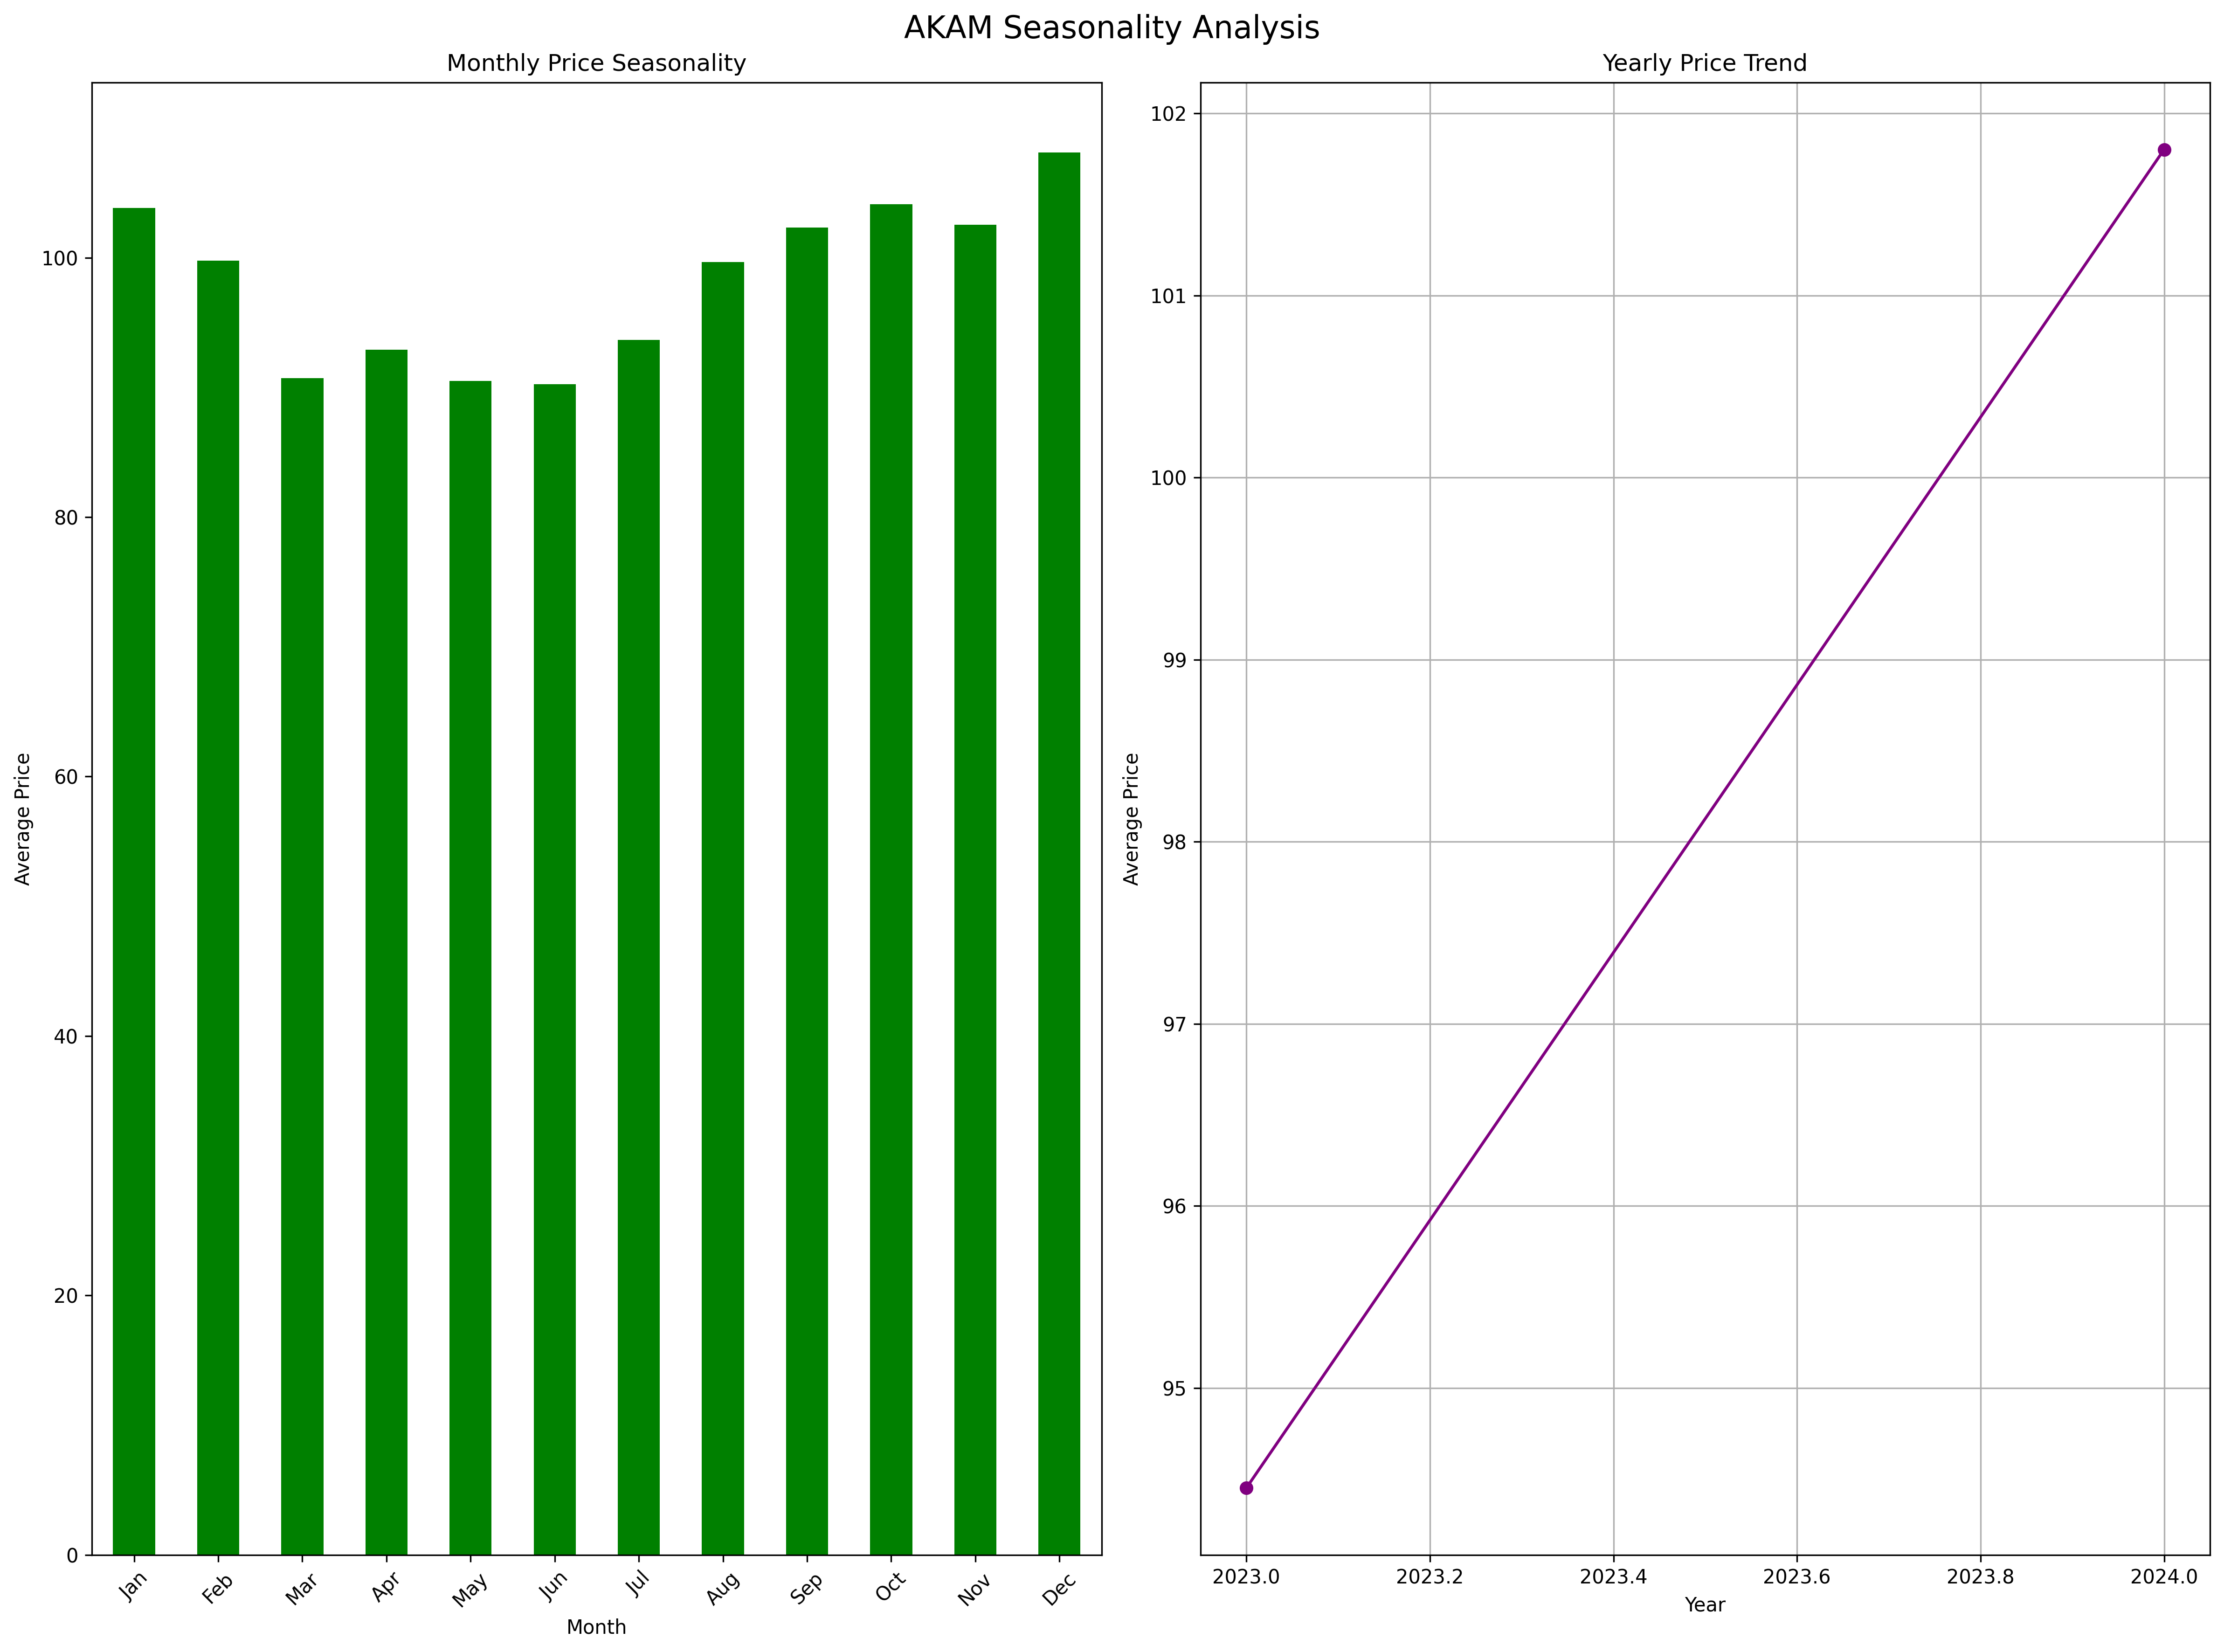 AKAM Seasonality Analysis
Monthly Price Seasonality
Average Price
100
80
60
40
20
0
Jan Feb Mar Apr May Jun Jul Aug Sep Oct Nov Dec
Month
Yearly Price Trend
Average Price
102
101
100
99
98
97
96
95
2023.0 2023.2 2023.4 2023.6 2023.8 2024.0
Year